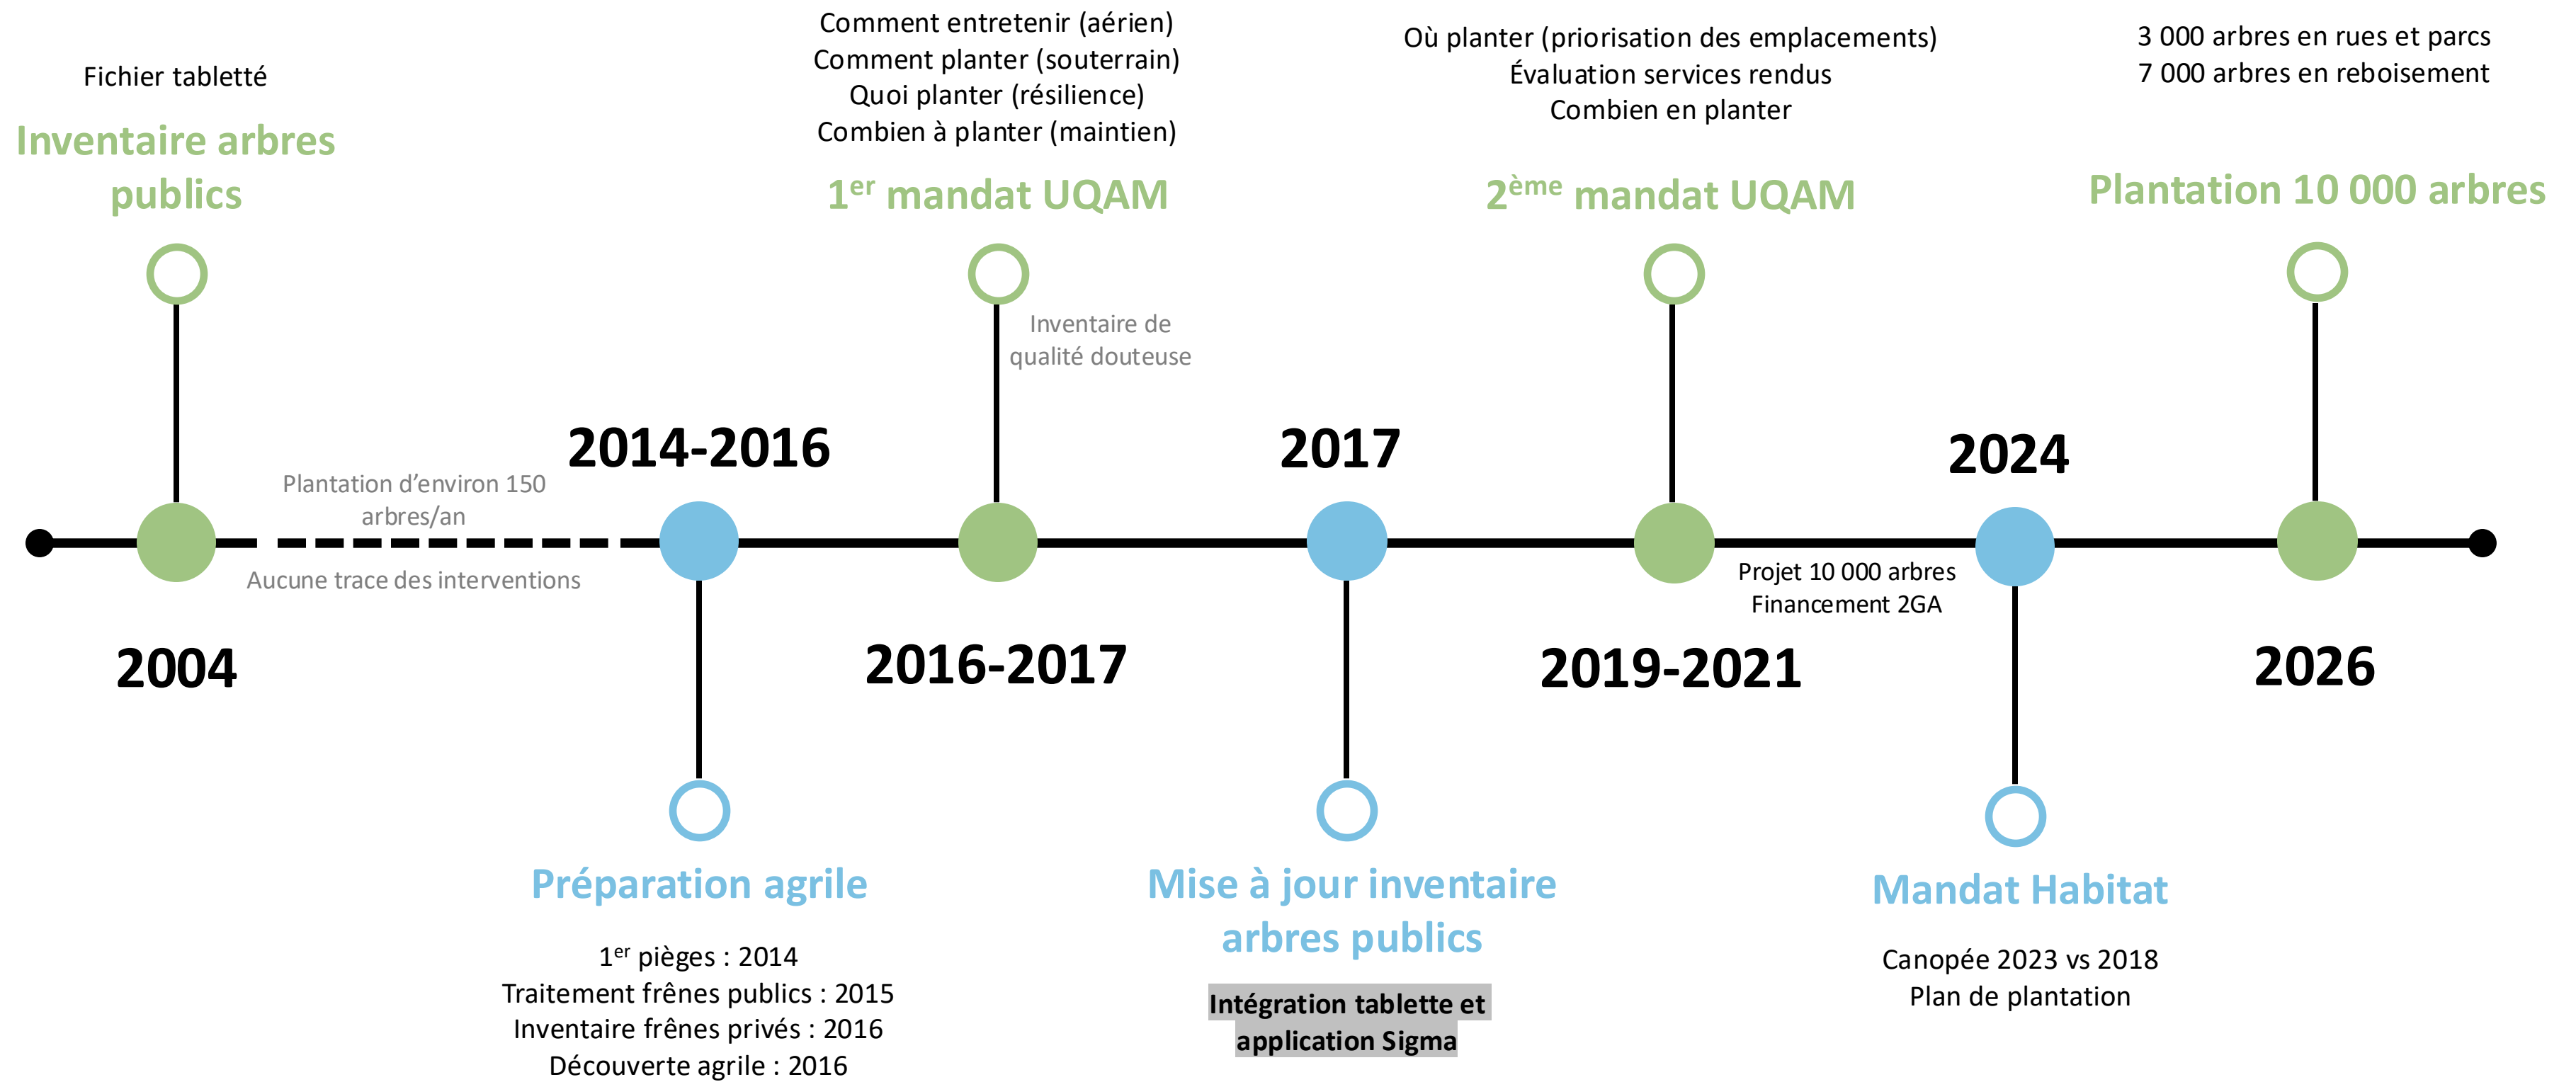 Fichier tabletté
Inventaire arbres
publics
2004
Plantation d’environ 150
arbres/an
Aucune trace des interventions
2014-2016
Préparation agrile
1er pièges : 2014
Traitement frênes publics : 2015
Inventaire frênes privés : 2016
Découverte agrile : 2016
Comment entretenir (aérien)
Comment planter (souterrain)
Quoi planter (résilience)
Combien à planter (maintien)
1er mandat UQAM
Inventaire de
qualité douteuse
2016-2017
2017
Mise à jour inventaire
arbres publics
Intégration tablette et
application Sigma
Où planter (priorisation des emplacements)
Évaluation services rendus
Combien en planter
2ème mandat UQAM
2019-2021
Projet 10 000 arbres
Financement 2GA
2024
Mandat Habitat
Canopée 2023 vs 2018
Plan de plantation
3 000 arbres en rues et parcs
7 000 arbres en reboisement
Plantation 10 000 arbres
2026